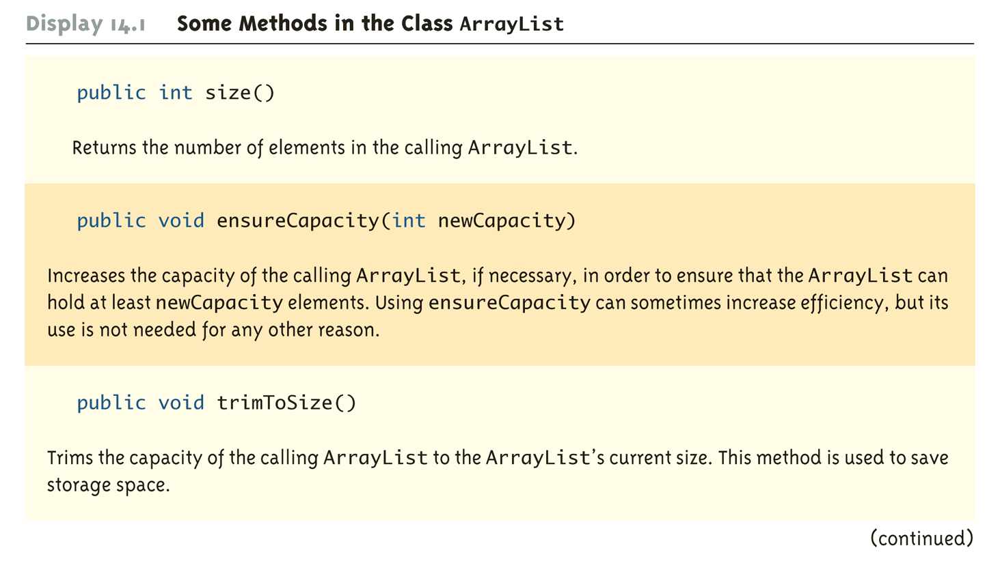 Display 14.1 Some Methods in the Class ArrayList
public int size()
Returns the number of elements in the calling ArrayList.
public void ensureCapacity(int newCapacity)
Increases the capacity of the calling ArrayList, if necessary, in order to ensure that the ArrayList can
hold at least newCapacity elements. Using ensureCapacity can sometimes increase efficiency, but its
use is not needed for any other reason.
public void trimToSize()
Trims the capacity of the calling ArrayList to the ArrayList’s current size. This method is used to save
storage space.
(continued)